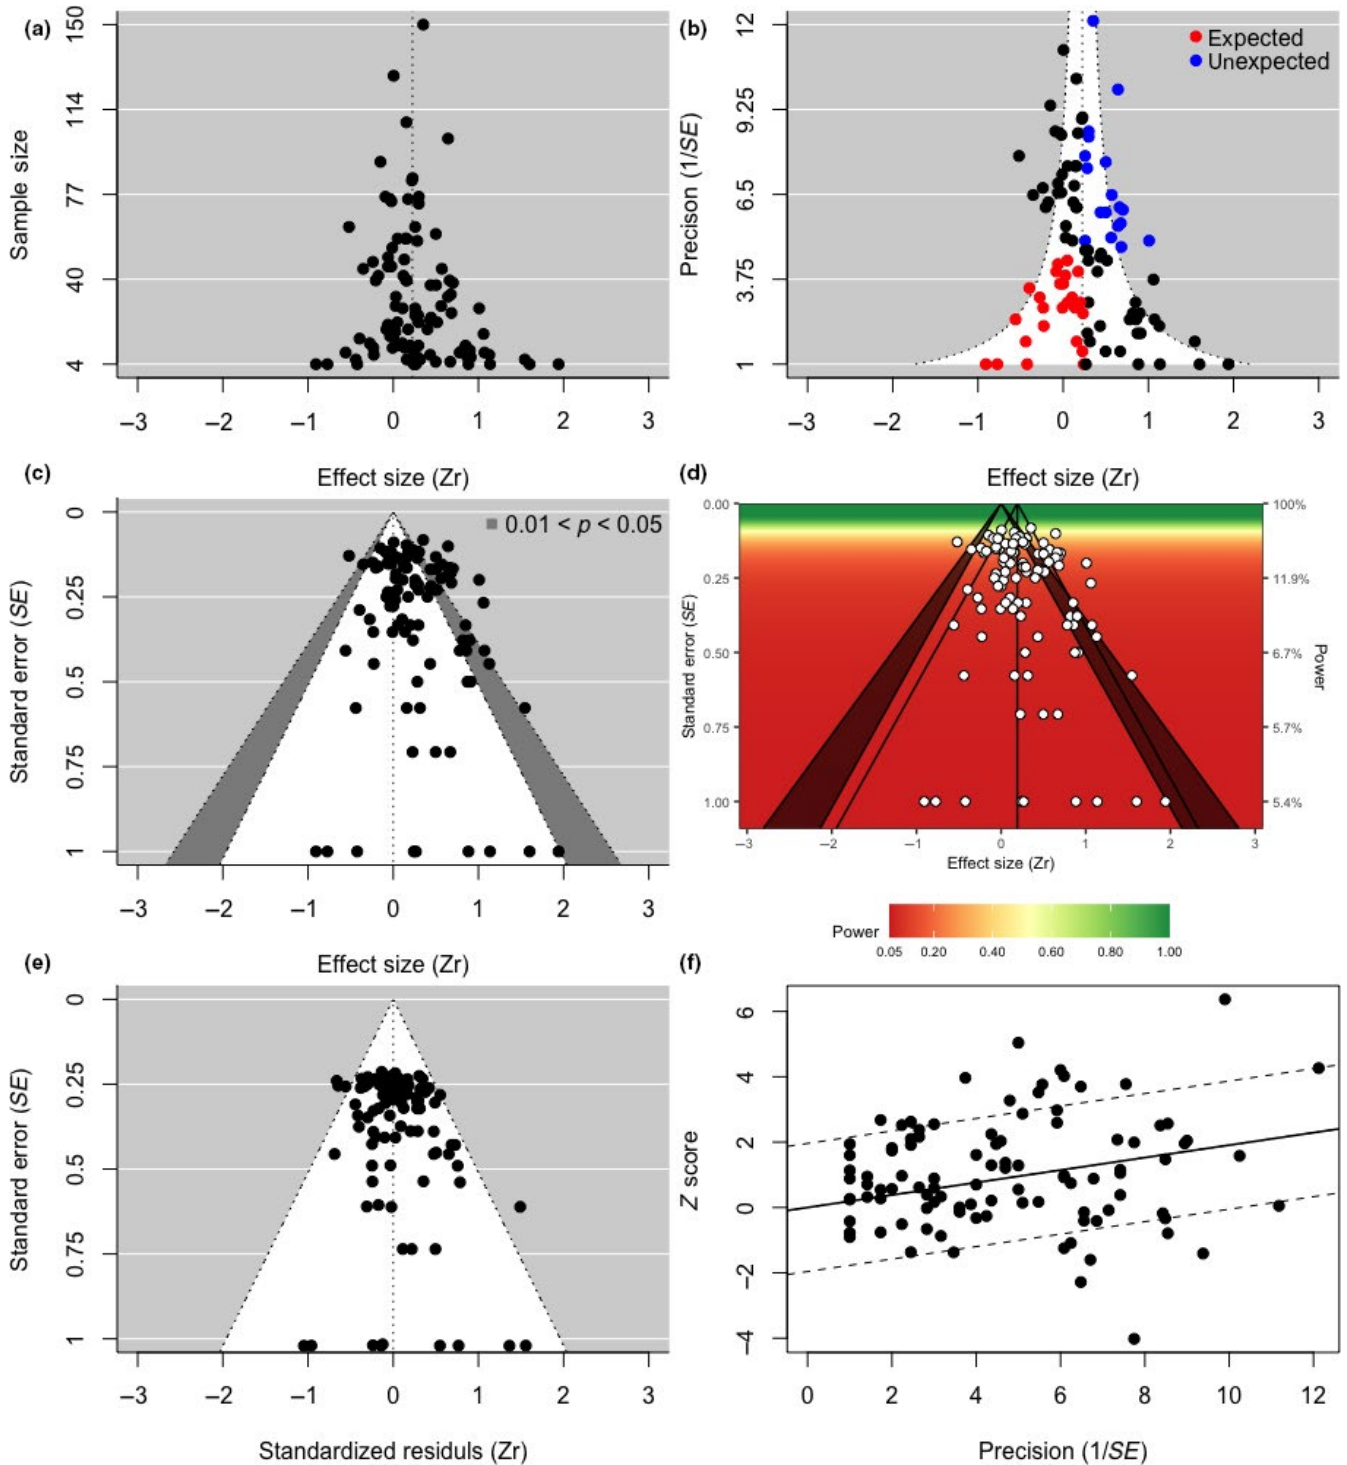 (a)
150
114
77
40
4
Sample size
–3 –2 –1 0 1 2 3
Effect size (Zr)
(b)
12
9.25
6.5
3.75
1
Precison (1/SE)
Expected
Unexpected
–3 –2 –1 0 1 2 3
Effect size (Zr)
(c)
0
0.25
0.5
0.75
1
Standard error (SE)
0.01 < p < 0.05
–3 –2 –1 0 1 2 3
Effect size (Zr)
(d)
0.00
0.25
0.50
0.75
1.00
Standard error (SE)
100%
11.9%
6.7%
5.7%
5.4%
Power
–3 –2 –1 0 1 2 3
Effect size (Zr)
Power
0.05 0.20 0.40 0.60 0.80 1.00
(e)
0
0.25
0.5
0.75
1
Standard error (SE)
–3 –2 –1 0 1 2 3
Standardized residuls (Zr)
(f)
6
4
2
0
–2
–4
Z score
0 2 4 6 8 10 12
Precision (1/SE)